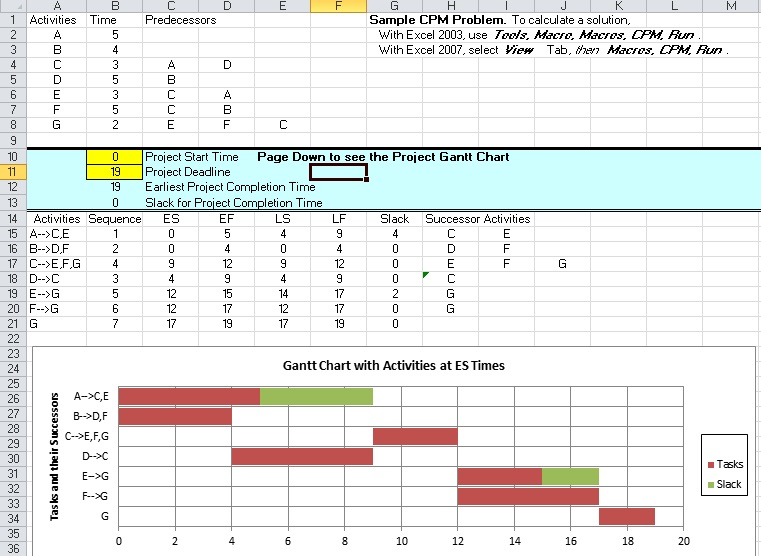 A B C D E F G H I J K L M
1 Activities Time Predecessors Sample CPM Problem. To calculate a solution,
2 A 5 With Excel 2003, use Tools, Macro, Macros, CPM, Run .
3 B 4 With Excel 2007, select View Tab, then Macros, CPM, Run .
4 C 3 A D
5 D 5 B
6 E 3 C A
7 F 5 C B
8 G 2 E F C
9
10 0 Project Start Time Page Down to see the Project Gantt Chart
11 19 Project Deadline
12 19 Earliest Project Completion Time
13 0 Slack for Project Completion Time
14 Activities Sequence ES EF LS LF Slack Successor Activities
15 A-->C,E 1 0 5 4 9 4 C E
16 B-->D,F 2 0 4 0 4 0 D F
17 C-->E,F,G 4 9 12 9 12 0 E F G
18 D-->C 3 4 9 4 9 0 C
19 E-->G 5 12 15 14 17 2 G
20 F-->G 6 12 17 12 17 0 G
21 G 7 17 19 17 19 0
22
23
24 Gantt Chart with Activities at ES Times
25
26 A-->C,E
27 B-->D,F
28 C-->E,F,G
29
30 D-->C
31 E-->G
32 F-->G
33
34 G
35
36 0 2 4 6 8 10 12 14 16 18 20
Tasks and their Successors
Tasks
Slack